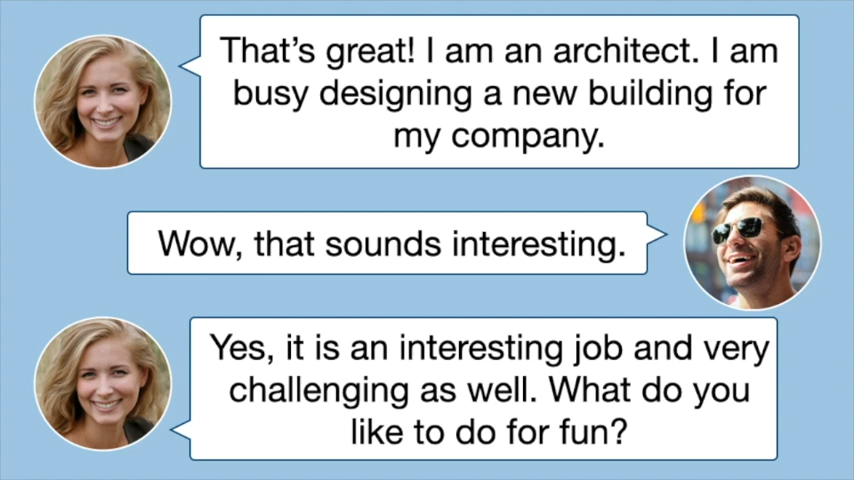 That’s great! I am an architect. I am
busy designing a new building for
my company.
Wow, that sounds interesting.
Yes, it is an interesting job and very
challenging as well. What do you
like to do for fun?